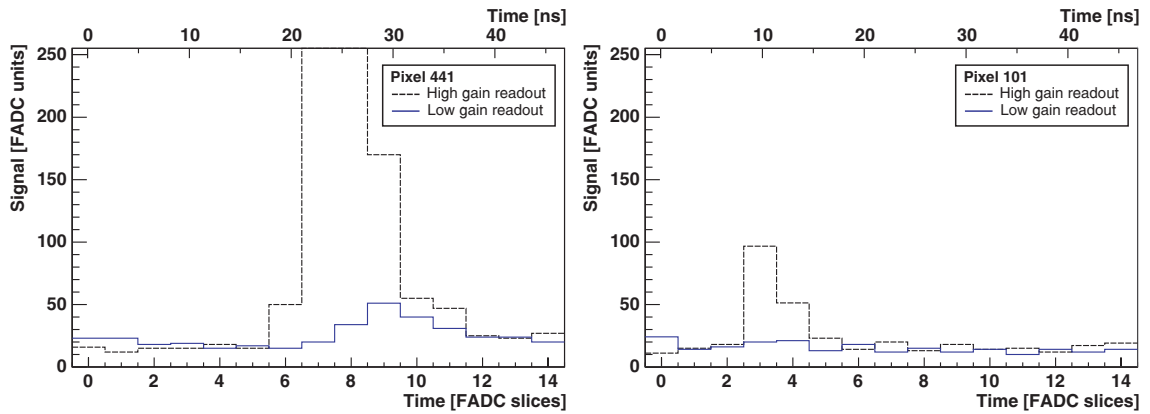 Time [ns]
0 10 20 30 40
Signal [FADC units]
250
200
150
100
50
0
Pixel 441
High gain readout
Low gain readout
0 2 4 6 8 10 12 14
Time [FADC slices]
Time [ns]
0 10 20 30 40
Signal [FADC units]
250
200
150
100
50
0
Pixel 101
High gain readout
Low gain readout
0 2 4 6 8 10 12 14
Time [FADC slices]